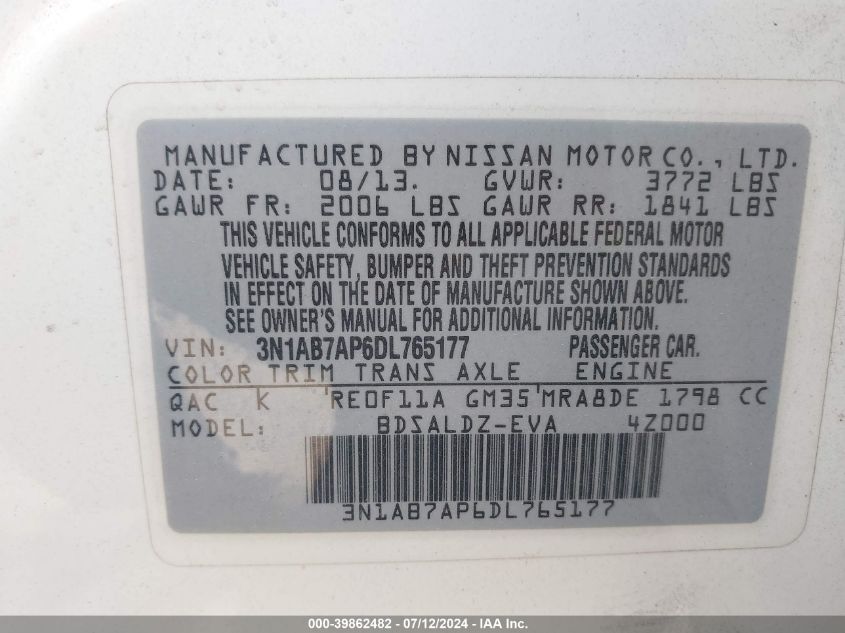 MANUFACTURED BY NISSAN MOTOR CO., LTD.
DATE: 08/13. GVWR: 3772 LBS
GAWR FR: 2006 LBS GAWR RR: 1841 LBS
THIS VEHICLE CONFORMS TO ALL APPLICABLE FEDERAL MOTOR
VEHICLE SAFETY, BUMPER AND THEFT PREVENTION STANDARDS
IN EFFECT ON THE DATE OF MANUFACTURE SHOWN ABOVE.
SEE OWNER'S MANUAL FOR ADDITIONAL INFORMATION.
VIN: 3N1AB7AP6DL765177 PASSENGER CAR.
COLOR TRIM TRANS AXLE ENGINE
QAC K 'RE0F11A GM35'MRA8DE 1798 CC
MODEL: BDSALDZ-EVA 4Z000
3N1AB7AP6DL765177
000-39862482 - 07/12/2024 - IAA Inc.